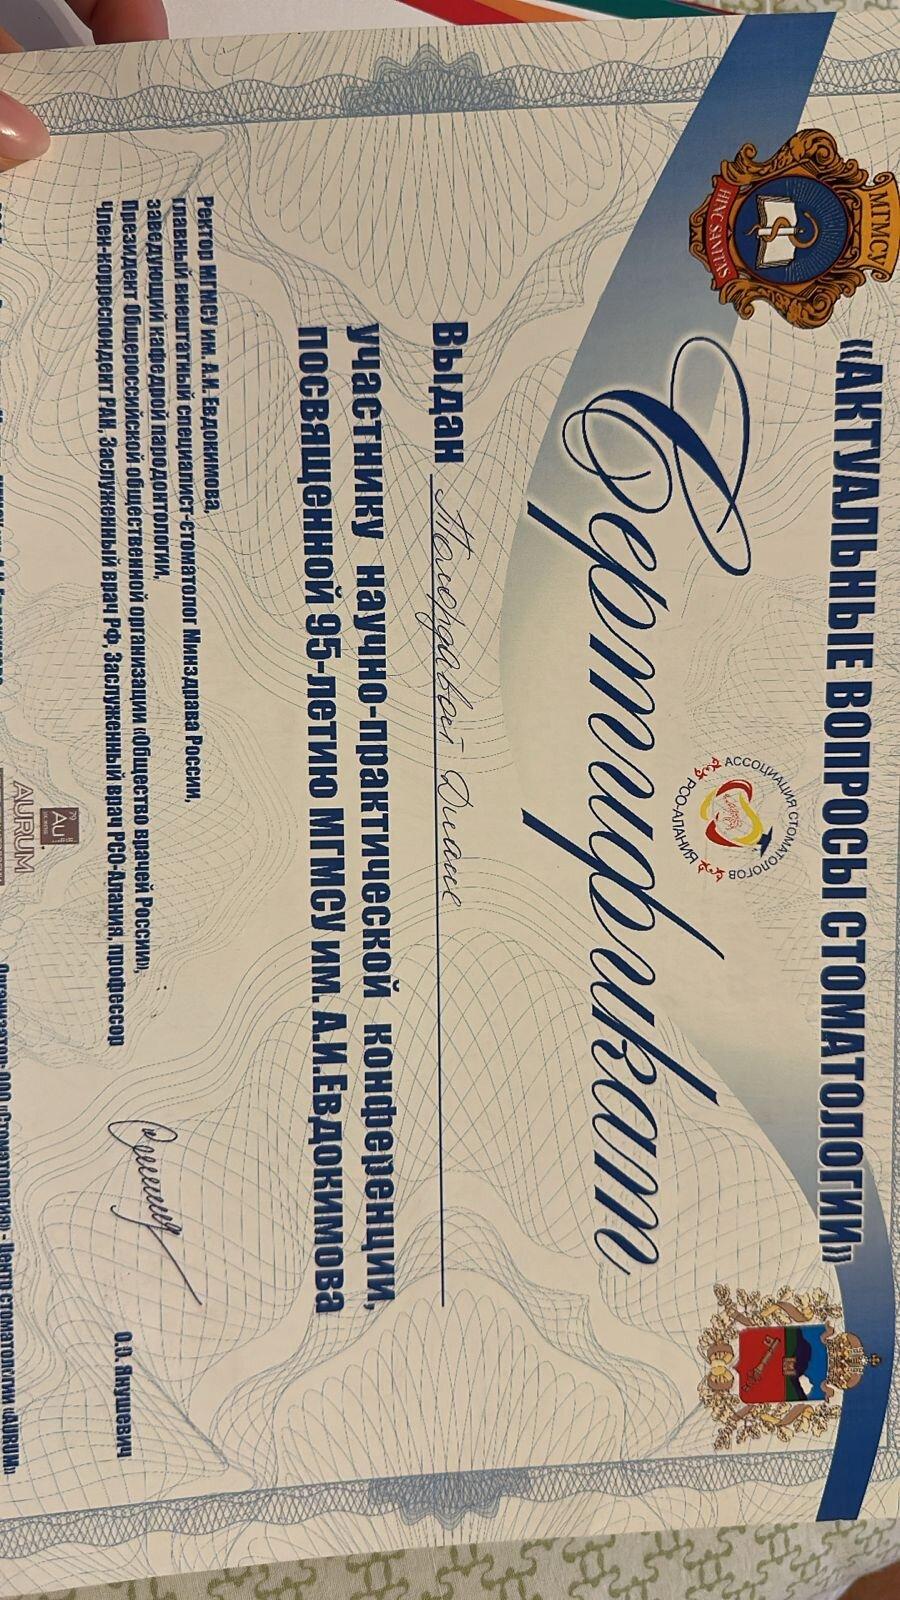 «АКТУАЛЬНЫЕ ВОПРОСЫ СТОМАТОЛОГИИ»
МГМСУ
HINC SANITAS
АССОЦИАЦИЯ СТОМАТОЛОГОВ
РСО-АЛАНИЯ
Сертификат
Выдан Диане
участнику научно-практической конференции,
посвященной 95-летию МГМСУ им. А.И.Евдокимова
Ректор МГМСУ им. А.И. Евдокимова,
главный внештатный специалист-стоматолог Минздрава России,
заведующий кафедрой пародонтологии,
Президент Общероссийской общественной организации «Общество врачей России»,
Член-корреспондент РАН, Заслуженный врач РФ, Заслуженный врач РСО-Алания, профессор
О.О. Янушевич
79
Au
AURUM
Организатор: ООО «Стоматология» - Центр стоматологии «AURUM»